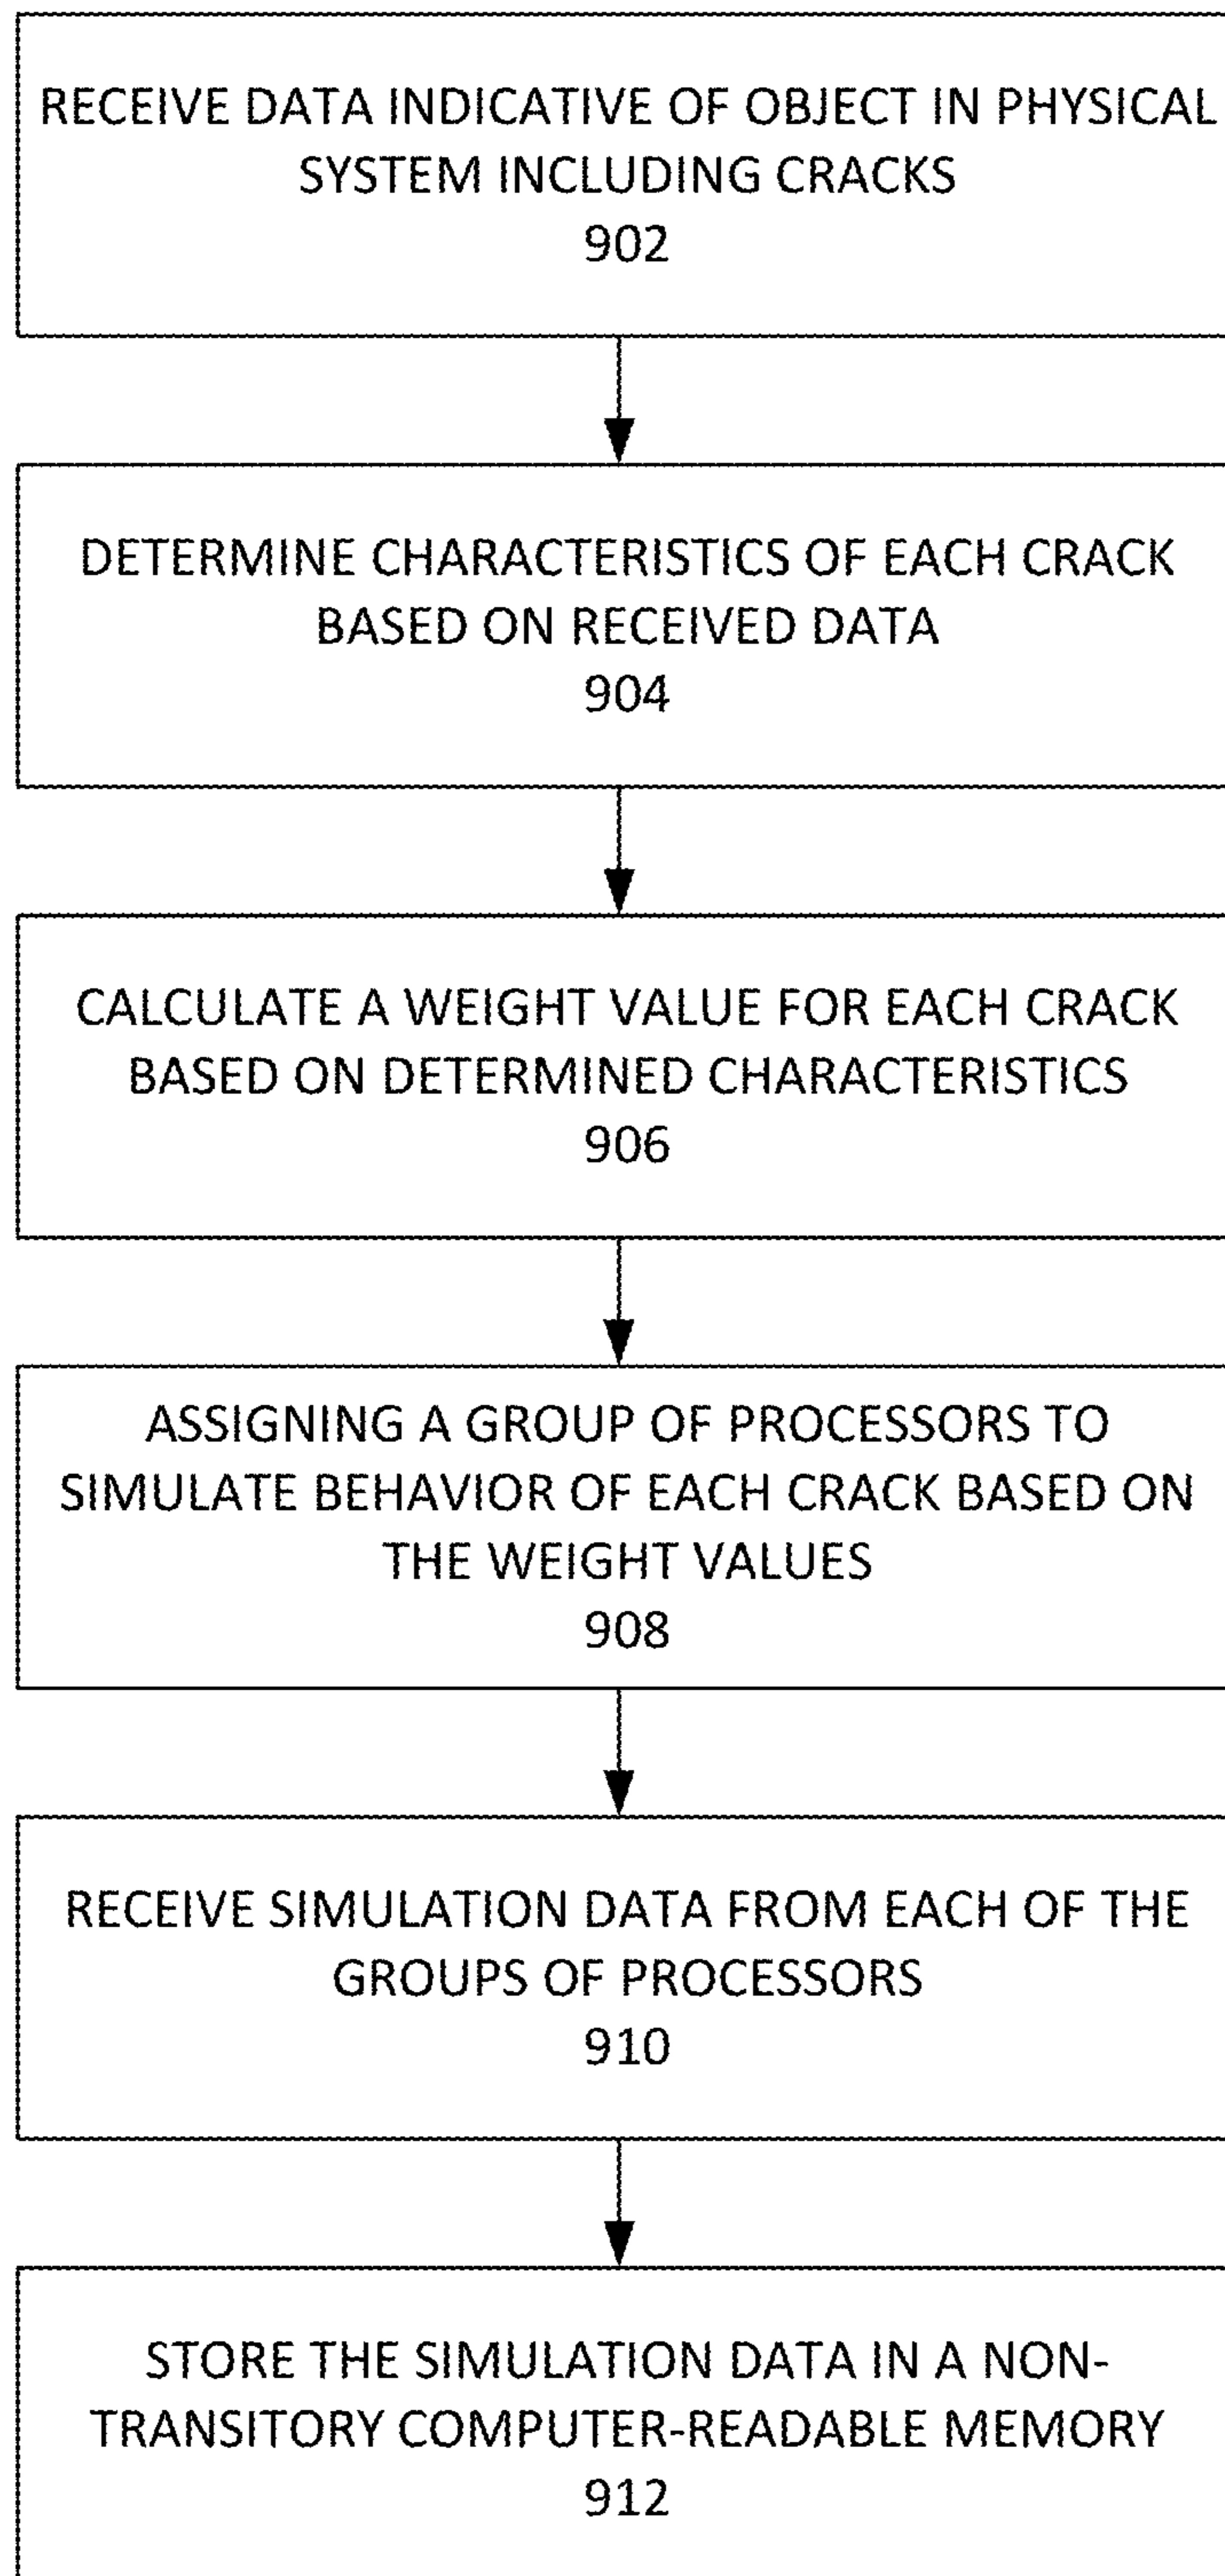 RECEIVE DATA INDICATIVE OF OBJECT IN PHYSICAL
SYSTEM INCLUDING CRACKS
902
DETERMINE CHARACTERISTICS OF EACH CRACK
BASED ON RECEIVED DATA
904
CALCULATE A WEIGHT VALUE FOR EACH CRACK
BASED ON DETERMINED CHARACTERISTICS
906
ASSIGNING A GROUP OF PROCESSORS TO
SIMULATE BEHAVIOR OF EACH CRACK BASED ON
THE WEIGHT VALUES
908
RECEIVE SIMULATION DATA FROM EACH OF THE
GROUPS OF PROCESSORS
910
STORE THE SIMULATION DATA IN A NON-
TRANSITORY COMPUTER-READABLE MEMORY
912